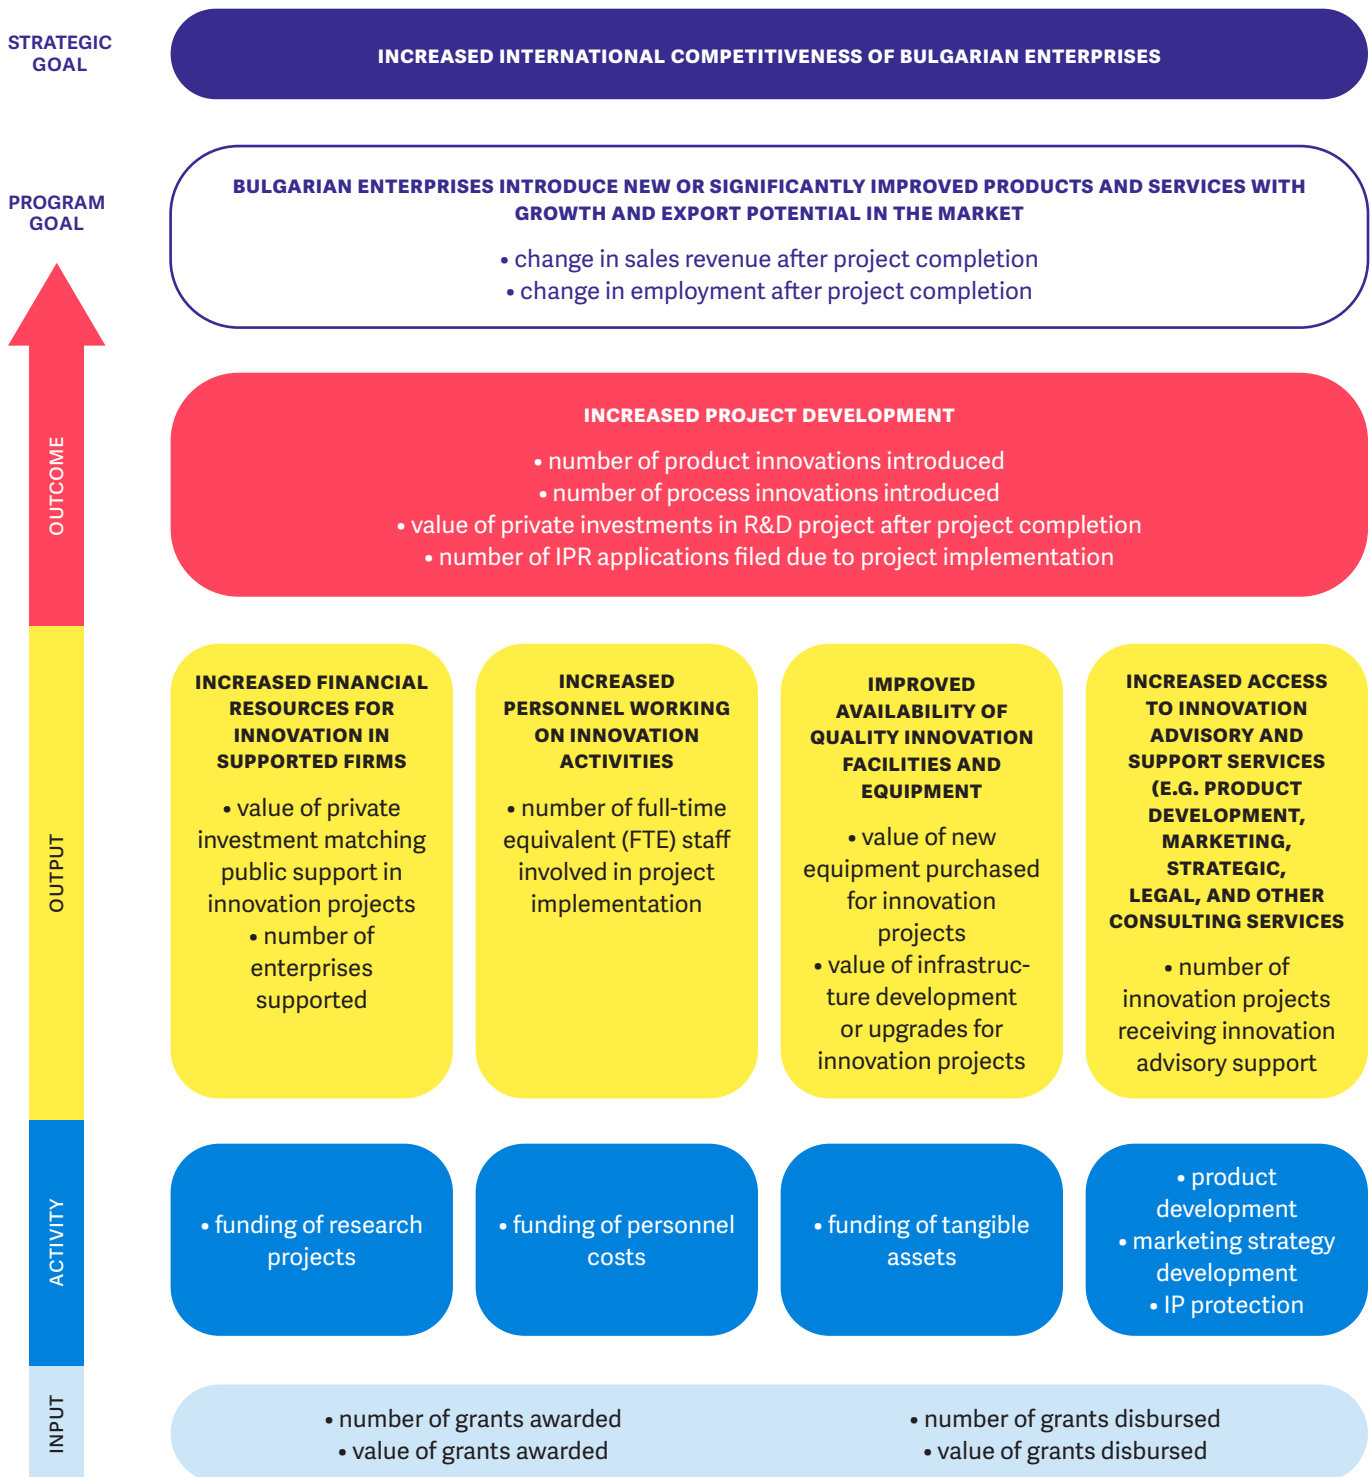 STRATEGIC
GOAL
INCREASED INTERNATIONAL COMPETITIVENESS OF BULGARIAN ENTERPRISES
PROGRAM
GOAL
BULGARIAN ENTERPRISES INTRODUCE NEW OR SIGNIFICANTLY IMPROVED PRODUCTS AND SERVICES WITH
GROWTH AND EXPORT POTENTIAL IN THE MARKET
• change in sales revenue after project completion
• change in employment after project completion
OUTCOME
INCREASED PROJECT DEVELOPMENT
• number of product innovations introduced
• number of process innovations introduced
• value of private investments in R&D project after project completion
• number of IPR applications filed due to project implementation
OUTPUT
INCREASED FINANCIAL
RESOURCES FOR
INNOVATION IN
SUPPORTED FIRMS
• value of private
investment matching
public support in
innovation projects
• number of
enterprises
supported
INCREASED
PERSONNEL WORKING
ON INNOVATION
ACTIVITIES
• number of full-time
equivalent (FTE) staff
involved in project
implementation
IMPROVED
AVAILABILITY OF
QUALITY INNOVATION
FACILITIES AND
EQUIPMENT
• value of new
equipment purchased
for innovation
projects
• value of infrastruc-
ture development
or upgrades for
innovation projects
INCREASED ACCESS
TO INNOVATION
ADVISORY AND
SUPPORT SERVICES
(E.G. PRODUCT
DEVELOPMENT,
MARKETING,
STRATEGIC,
LEGAL, AND OTHER
CONSULTING SERVICES
• number of
innovation projects
receiving innovation
advisory support
ACTIVITY
• funding of research
projects
• funding of personnel
costs
• funding of tangible
assets
• product
development
• marketing strategy
development
• IP protection
INPUT
• number of grants awarded
• value of grants awarded
• number of grants disbursed
• value of grants disbursed